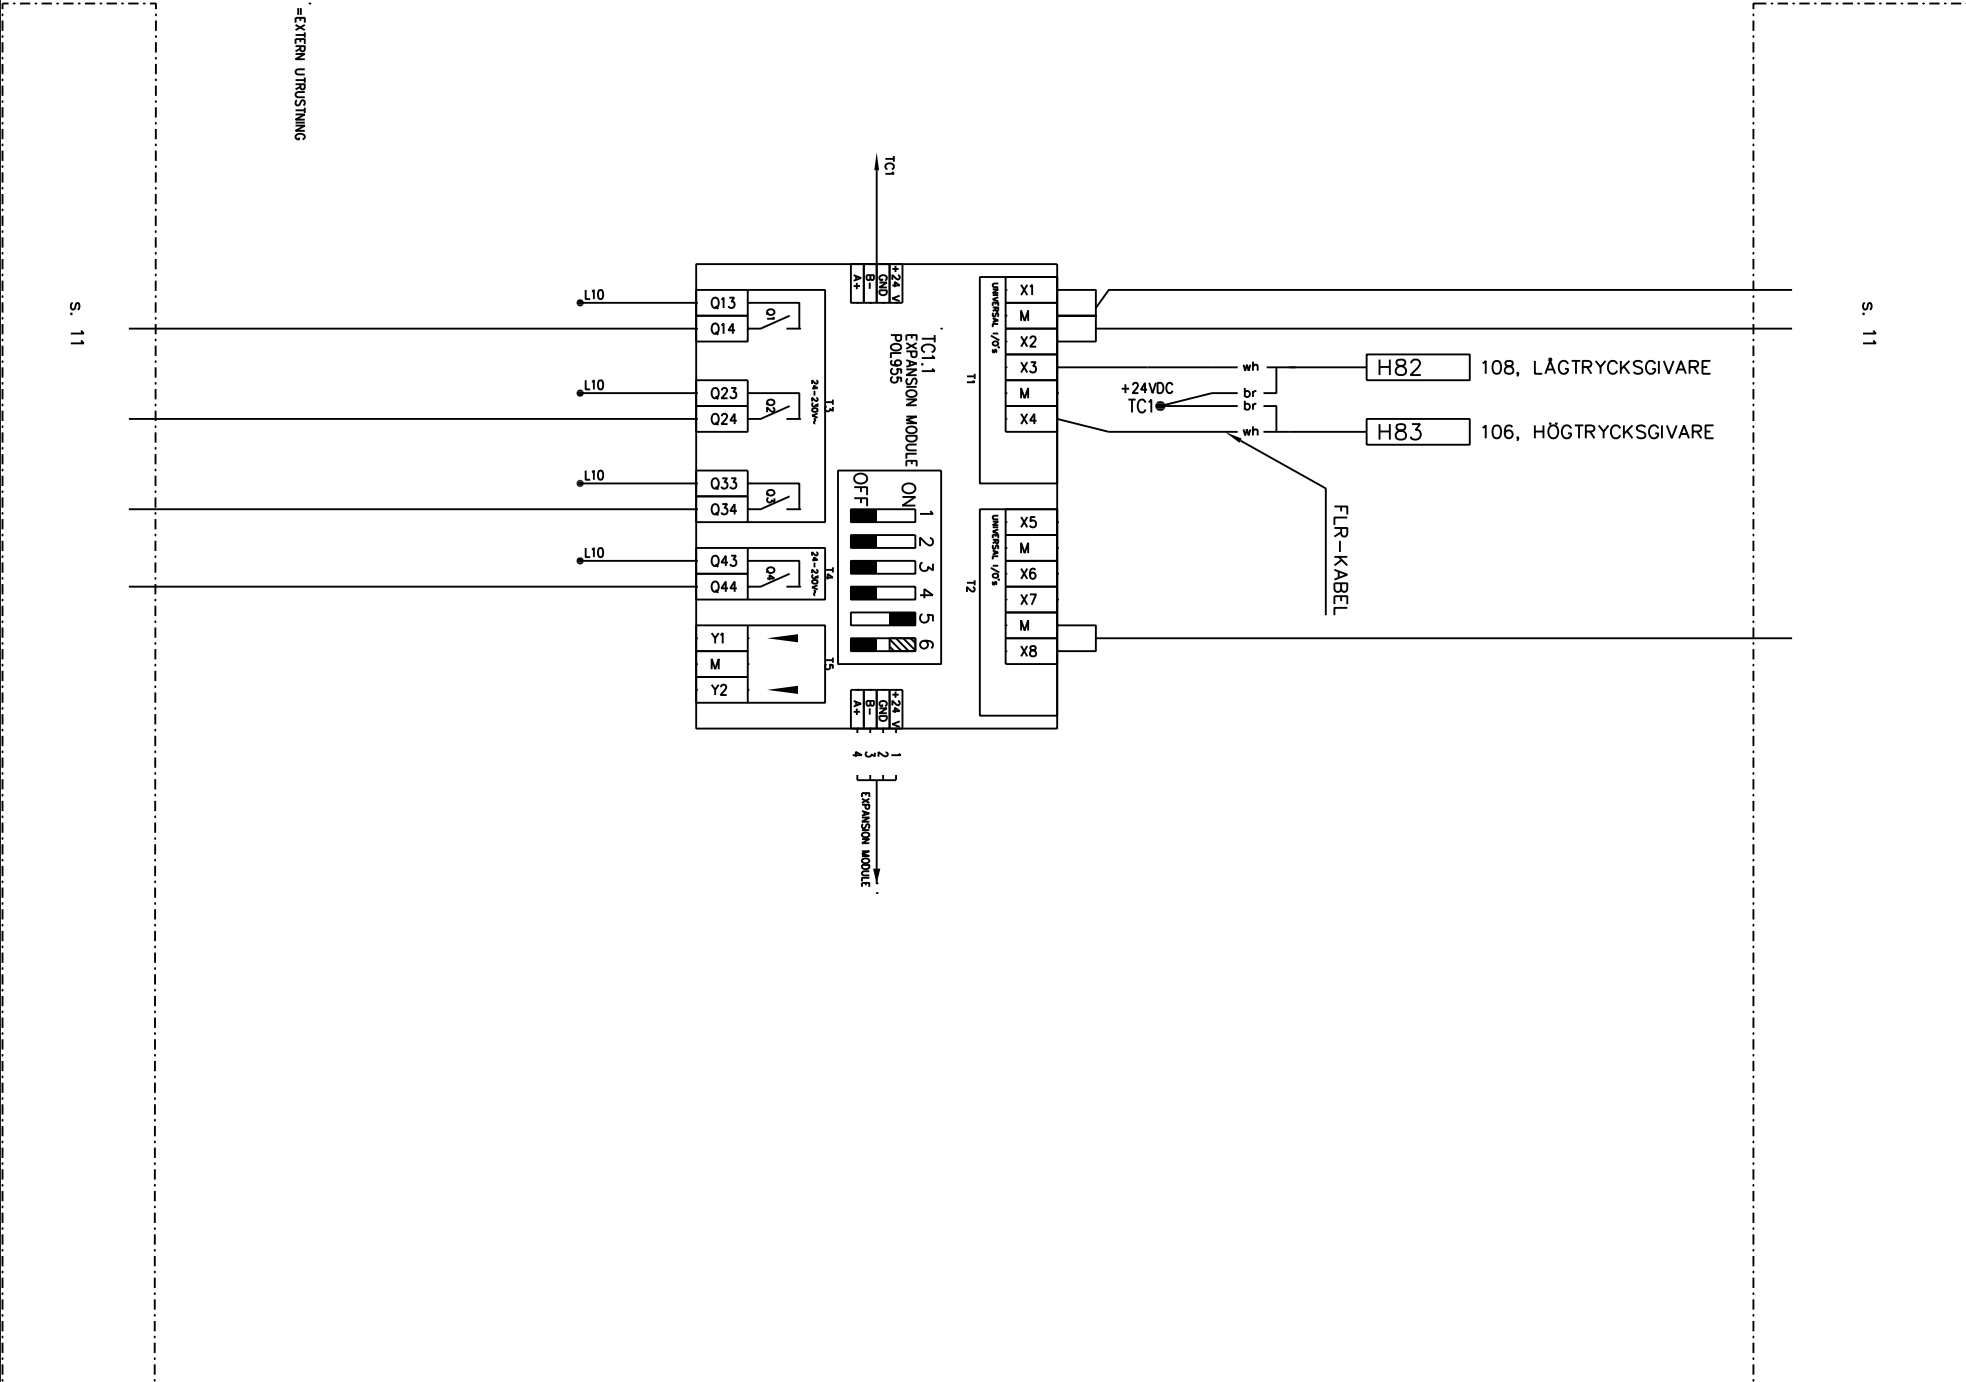 =EXTERN UTRUSTNING
s. 11
s. 11
TC1
+24 V
GND
B-
A+
TC1.1
EXPANSION MODULE
POL955
L10
Q13
Q14
Q1
L10
Q23
Q24
Q2
L10
Q33
Q34
Q3
T3
24-230V~
L10
Q43
Q44
Q4
T4
24-230V~
Y1
M
Y2
T5
ON
OFF
1
2
3
4
5
6
UNIVERSAL I/O's
T1
X1
M
X2
X3
M
X4
UNIVERSAL I/O's
T2
X5
M
X6
X7
M
X8
wh
br
br
wh
+24VDC
TC1
H82
108, LÅGTRYCKSGIVARE
H83
106, HÖGTRYCKSGIVARE
FLR-KABEL
+24 V
GND
B-
A+
1
2
3
4
EXPANSION MODULE